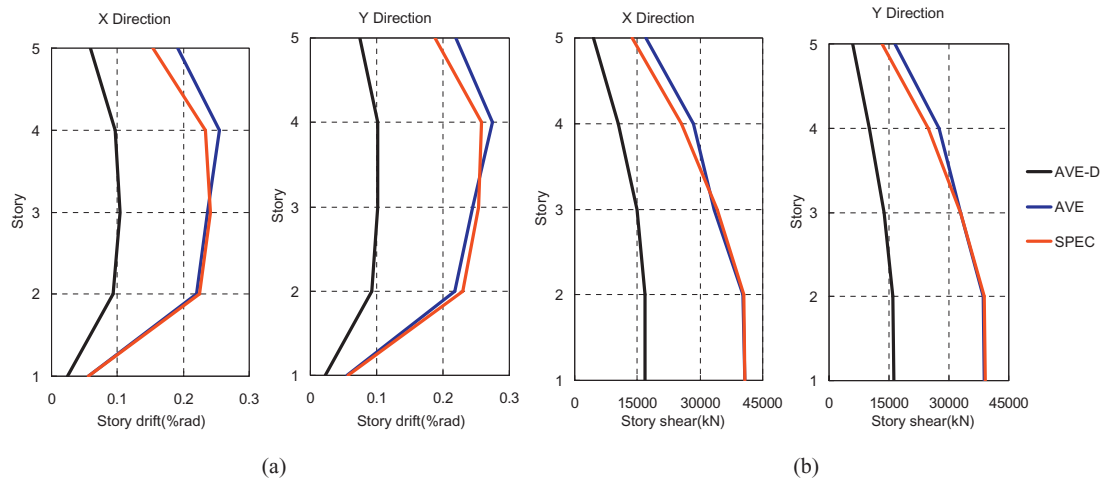 X Direction
Y Direction
X Direction
Y Direction
Story
5
4
3
2
1
0
0.1
0.2
0.3
Story drift(%rad)
5
4
3
2
1
0
0.1
0.2
0.3
Story drift(%rad)
Story
5
4
3
2
1
0
15000
30000
45000
Story shear(kN)
5
4
3
2
1
0
15000
30000
45000
Story shear(kN)
AVE-D
AVE
SPEC
(a)
(b)